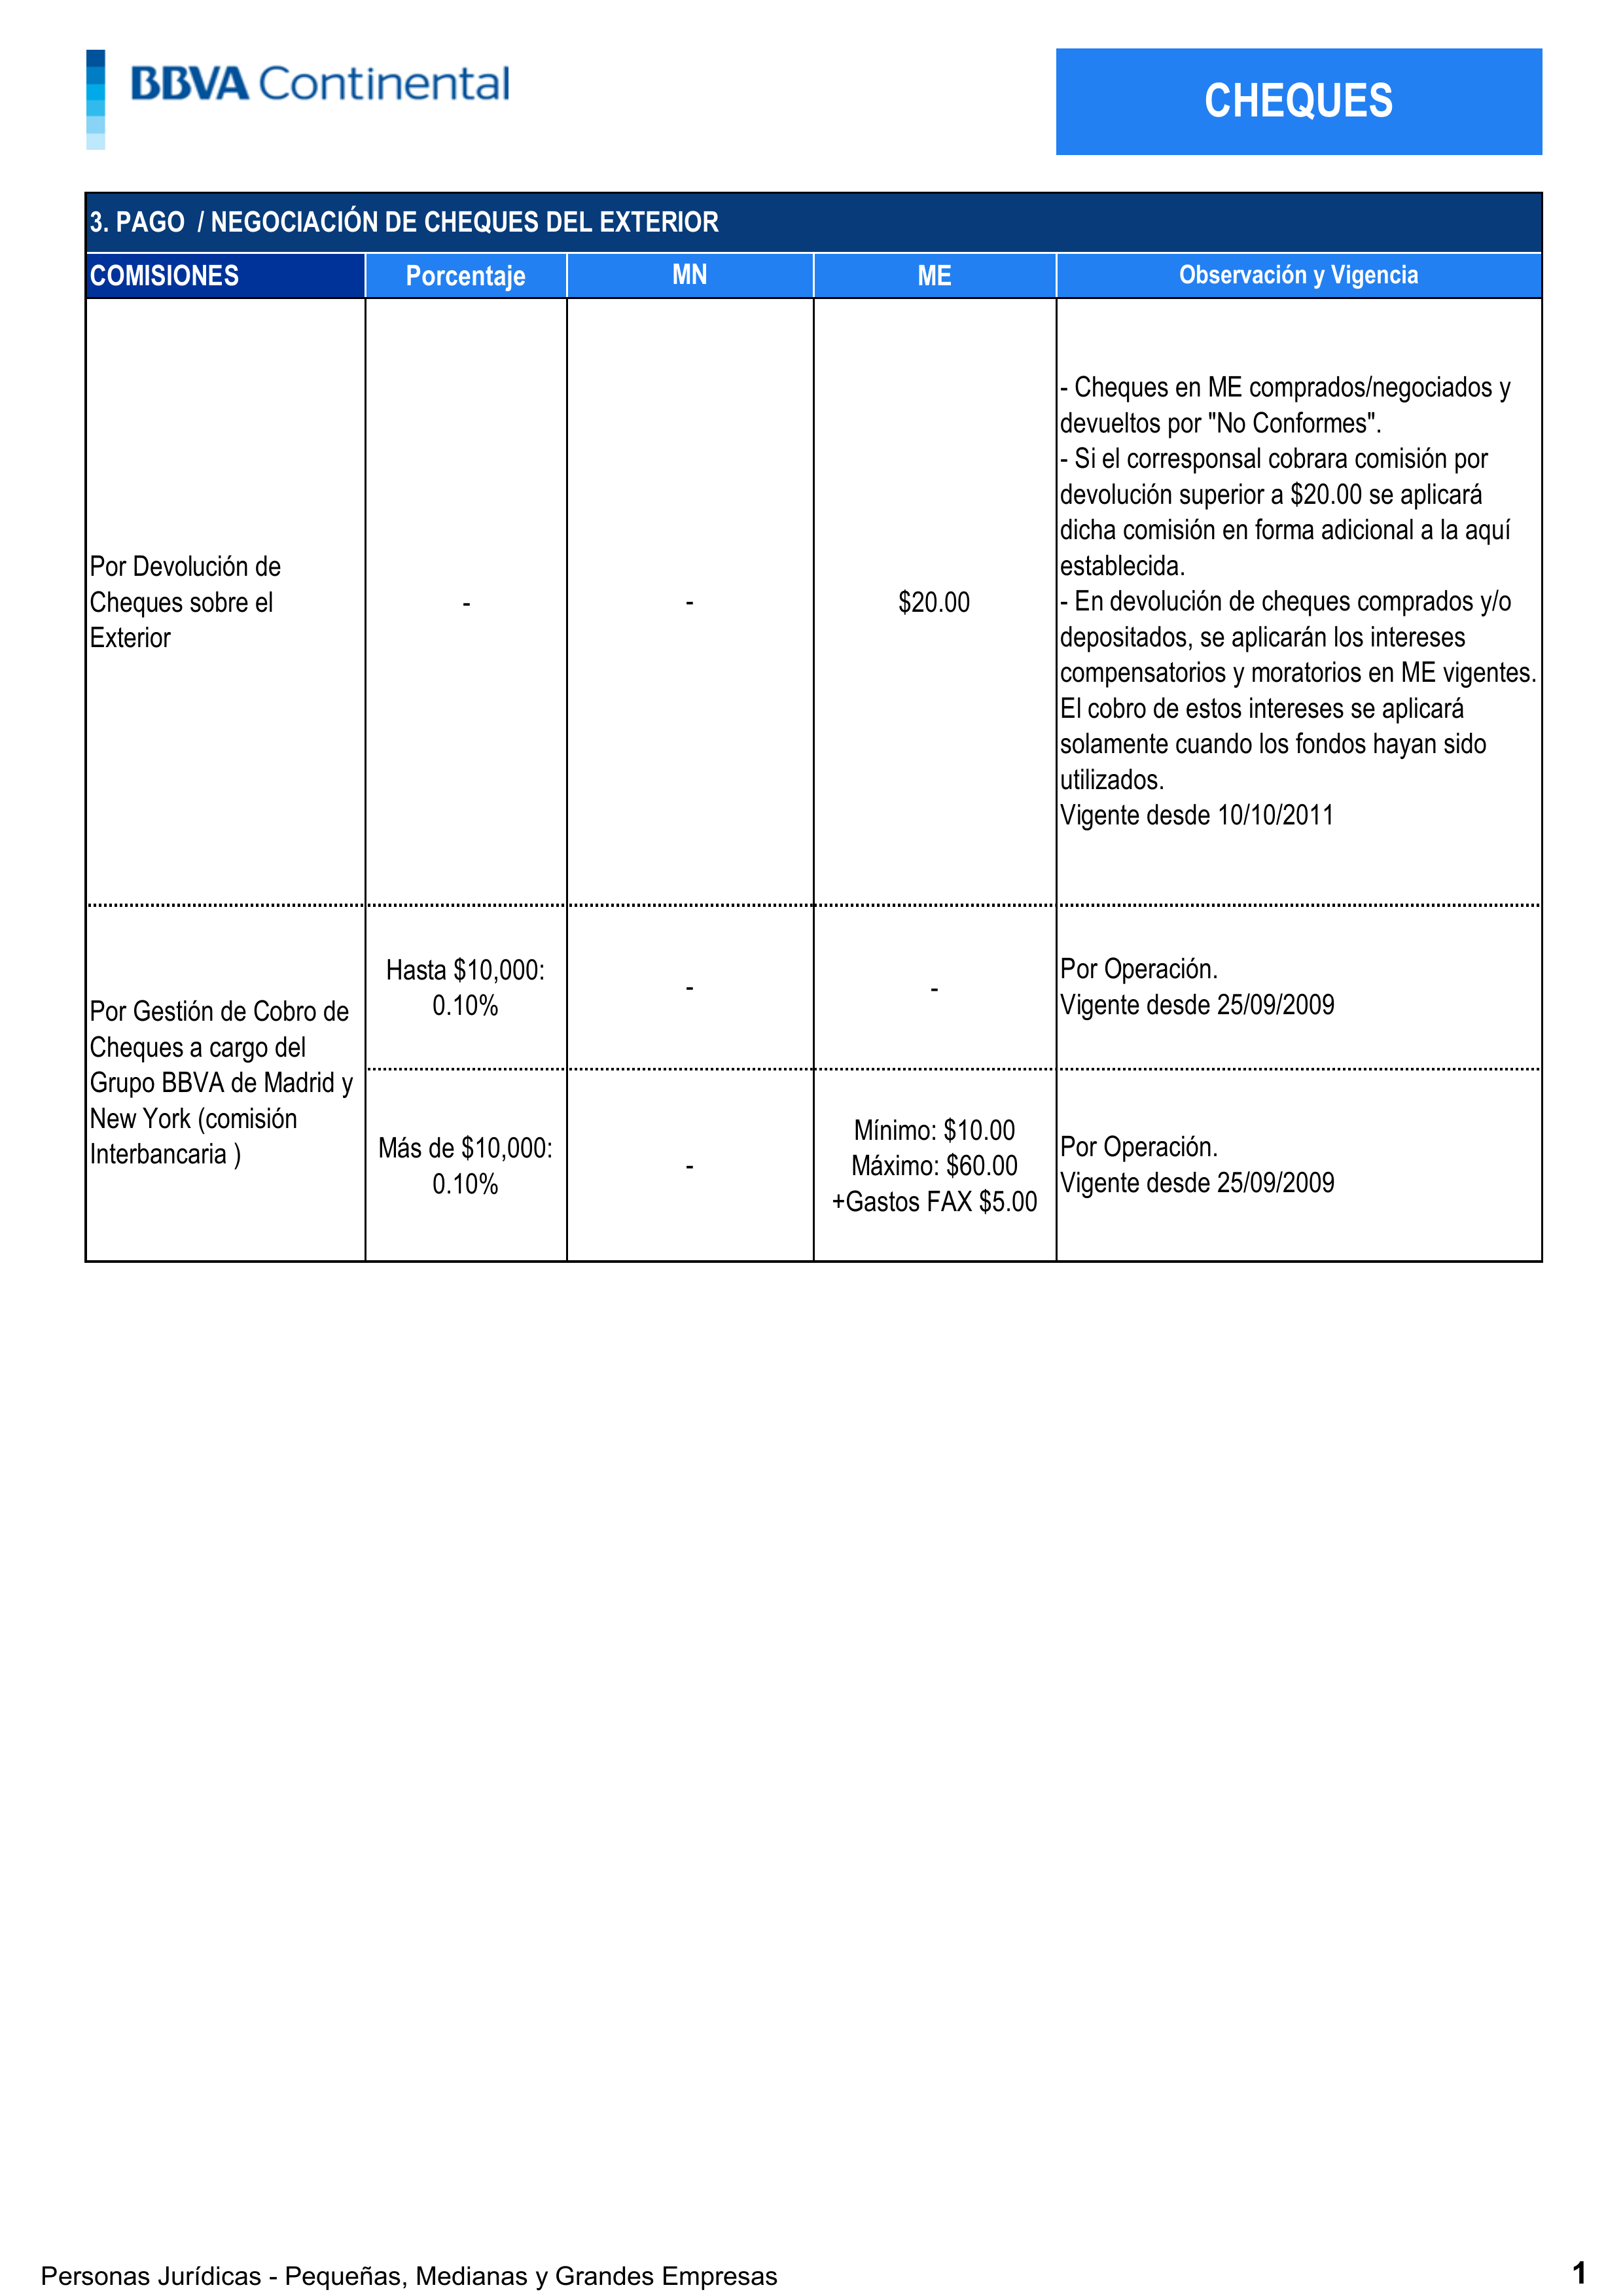 BBVA Continental
CHEQUES
3. PAGO / NEGOCIACIÓN DE CHEQUES DEL EXTERIOR
COMISIONES Porcentaje MN ME Observación y Vigencia
Por Devolución de
Cheques sobre el
Exterior
-
-
$20.00
- Cheques en ME comprados/negociados y
devueltos por "No Conformes".
- Si el corresponsal cobrara comisión por
devolución superior a $20.00 se aplicará
dicha comisión en forma adicional a la aquí
establecida.
- En devolución de cheques comprados y/o
depositados, se aplicarán los intereses
compensatorios y moratorios en ME vigentes.
El cobro de estos intereses se aplicará
solamente cuando los fondos hayan sido
utilizados.
Vigente desde 10/10/2011
Por Gestión de Cobro de
Cheques a cargo del
Grupo BBVA de Madrid y
New York (comisión
Interbancaria )
Hasta $10,000:
0.10%
-
-
Por Operación.
Vigente desde 25/09/2009
Más de $10,000:
0.10%
-
Mínimo: $10.00
Máximo: $60.00
+Gastos FAX $5.00
Por Operación.
Vigente desde 25/09/2009
Personas Jurídicas - Pequeñas, Medianas y Grandes Empresas
1